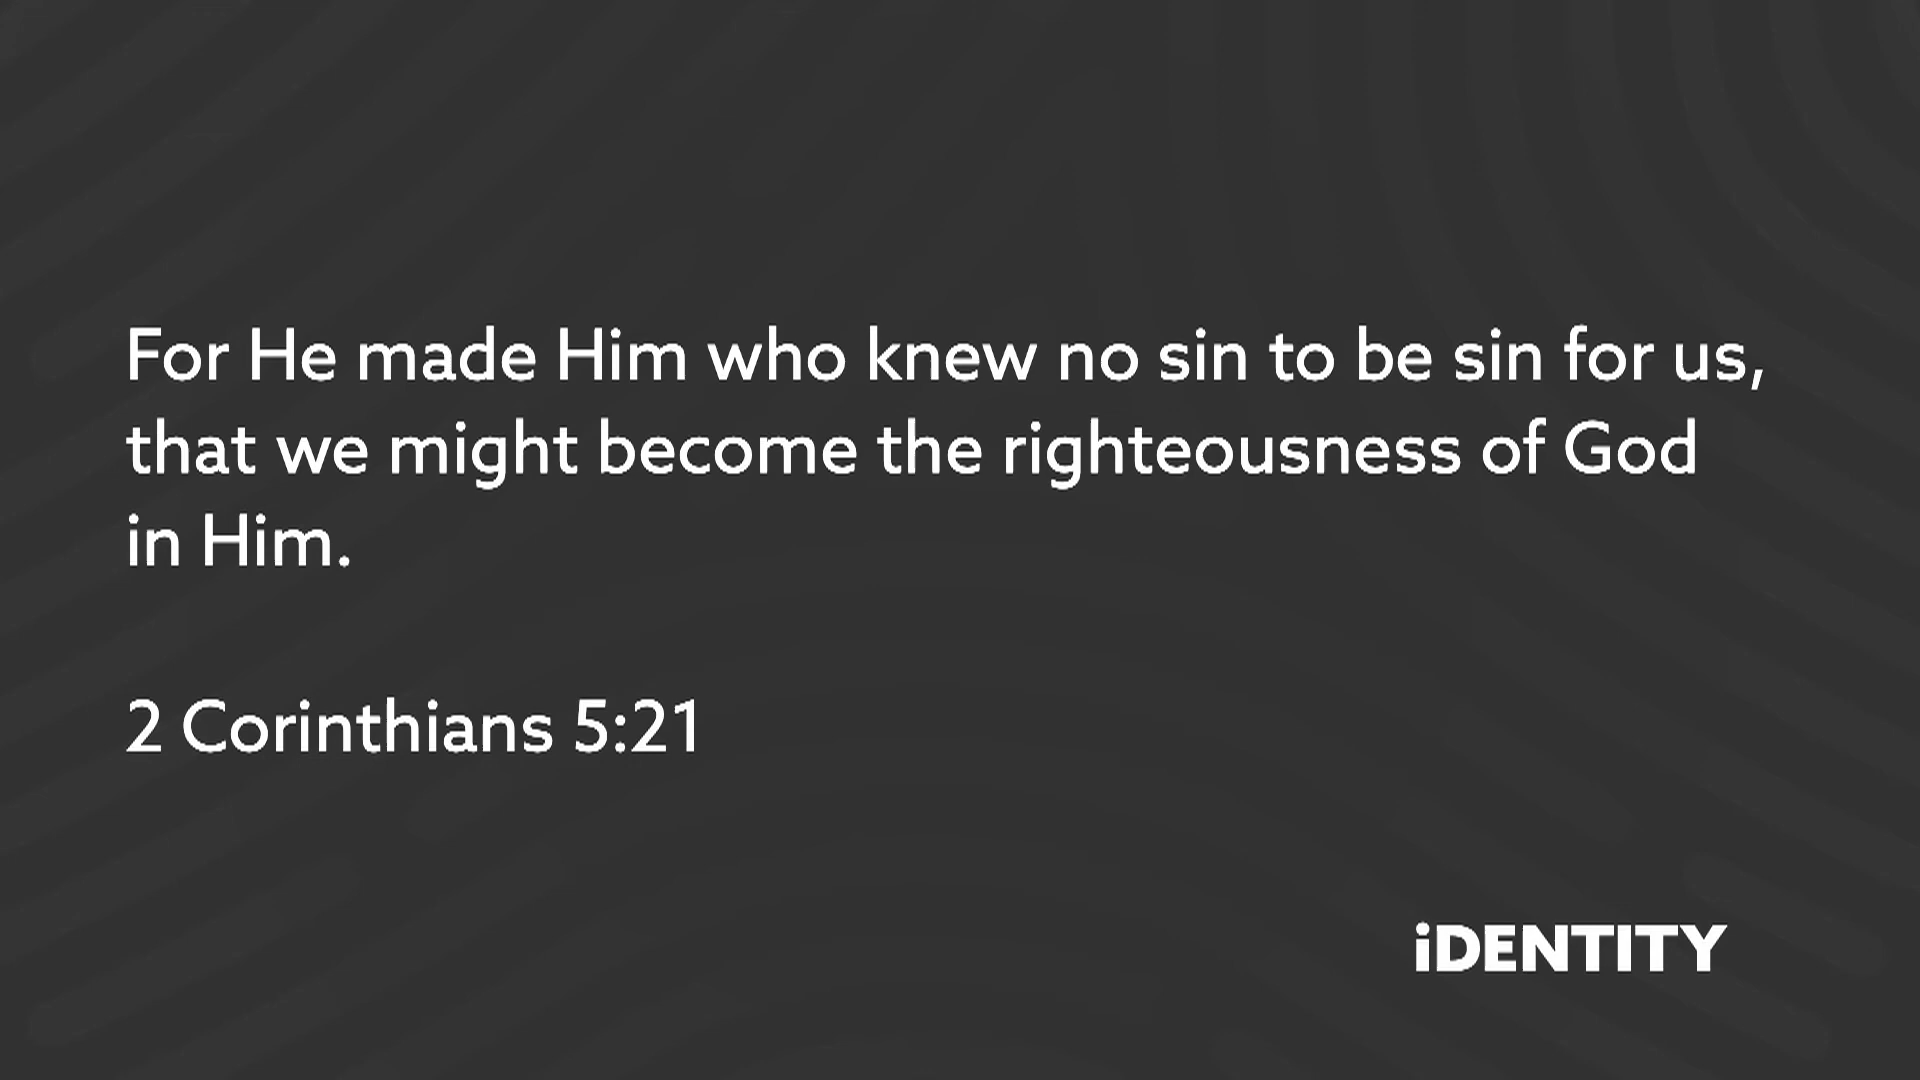 For He made Him who knew no sin to be sin for us,
that we might become the righteousness of God
in Him.
2 Corinthians 5:21
iDENTITY